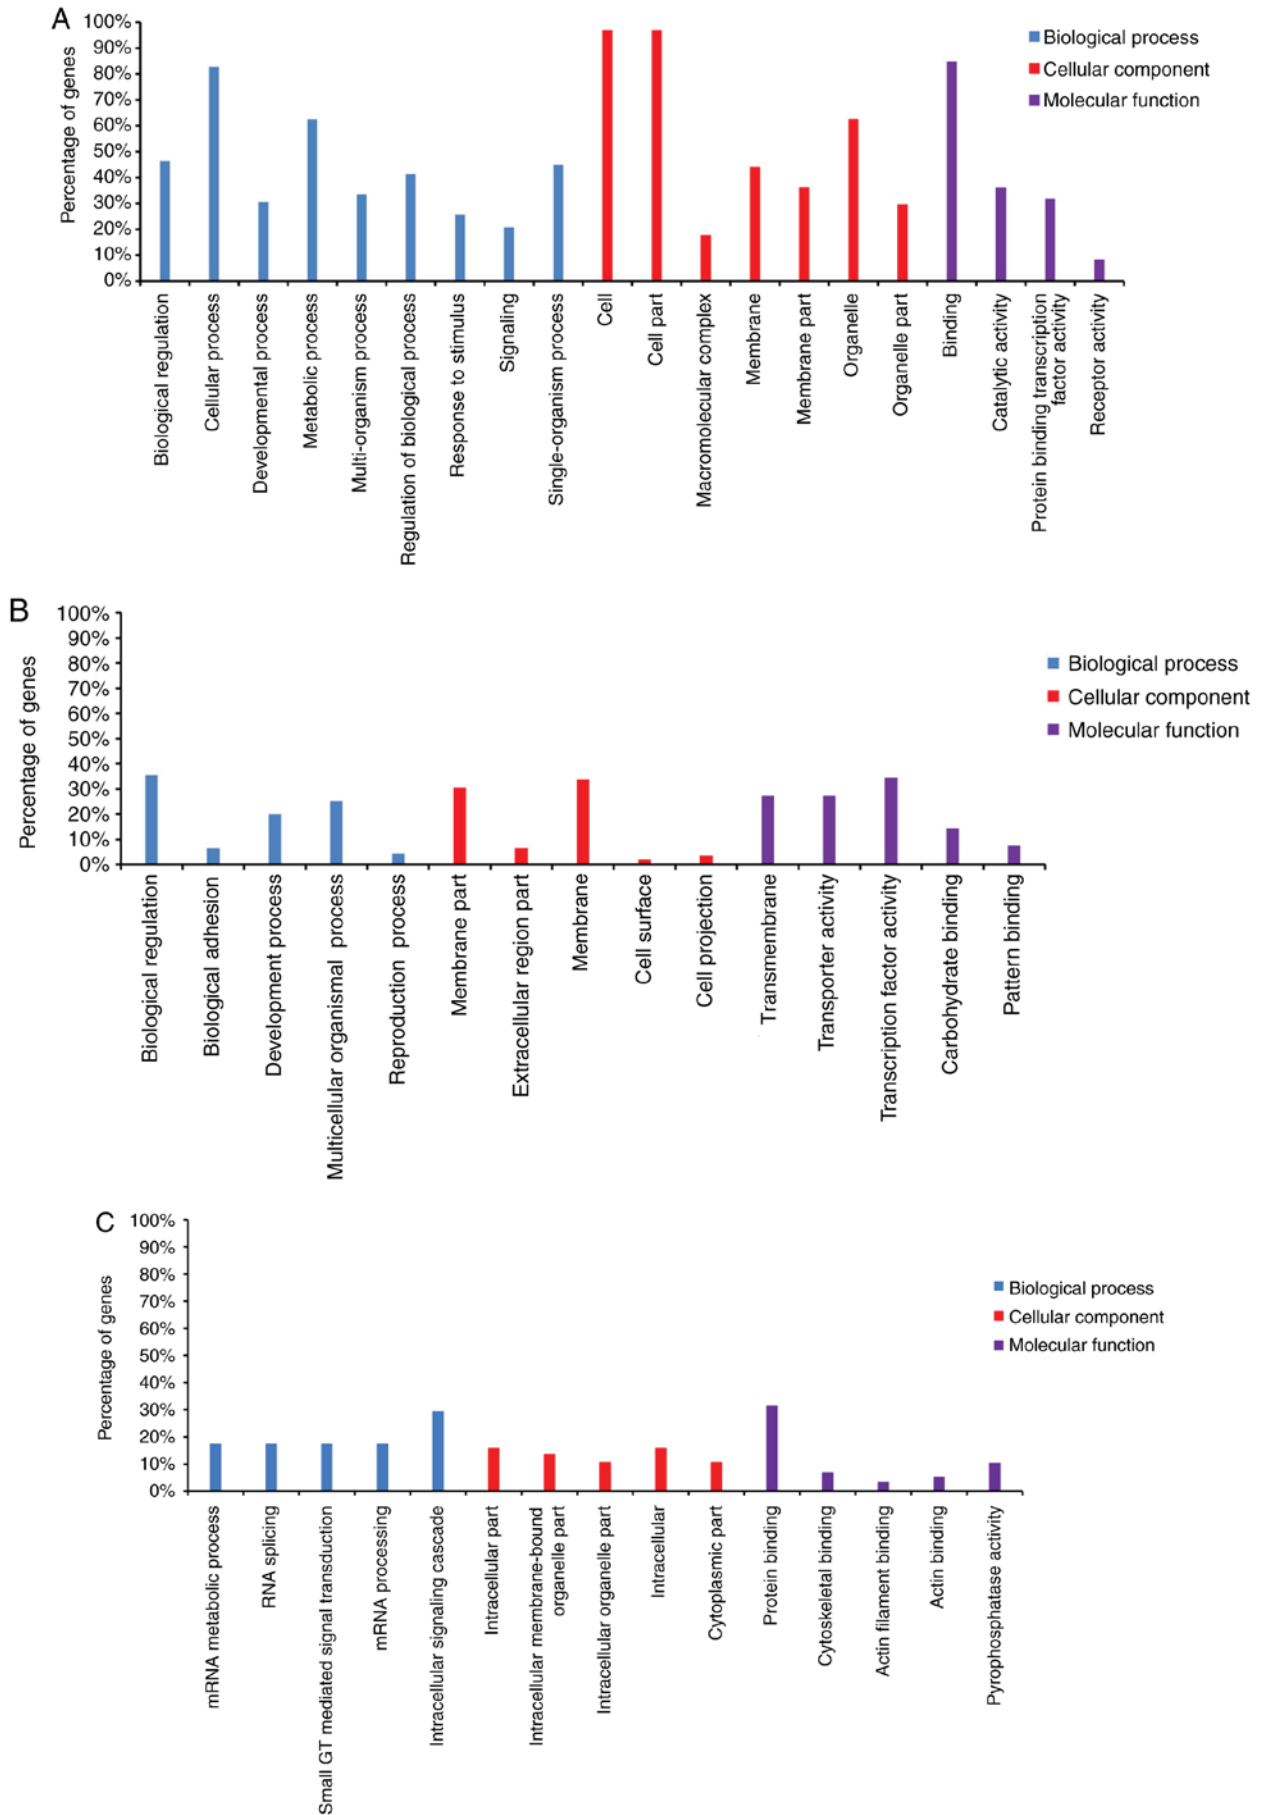 A
Percentage of genes
100%
90%
80%
70%
60%
50%
40%
30%
20%
10%
0%
Biological process
Cellular component
Molecular function
Biological regulation
Cellular process
Developmental process
Metabolic process
Multi-organism process
Regulation of biological process
Response to stimulus
Signaling
Single-organism process
Cell
Cell part
Macromolecular complex
Membrane
Membrane part
Organelle
Organelle part
Binding
Catalytic activity
Protein binding transcription
factor activity
Receptor activity
B
Percentage of genes
100%
90%
80%
70%
60%
50%
40%
30%
20%
10%
0%
Biological process
Cellular component
Molecular function
Biological regulation
Biological adhesion
Development process
Multicellular organismal process
Reproduction process
Membrane part
Extracellular region part
Membrane
Cell surface
Cell projection
Transmembrane
Transporter activity
Transcription factor activity
Carbohydrate binding
Pattern binding
C
Percentage of genes
100%
90%
80%
70%
60%
50%
40%
30%
20%
10%
0%
Biological process
Cellular component
Molecular function
mRNA metabolic process
RNA splicing
Small GT mediated signal transduction
mRNA processing
Intracellular signaling cascade
Intracellular part
Intracellular membrane-bound
organelle part
Intracellular organelle part
Intracellular
Cytoplasmic part
Protein binding
Cytoskeletal binding
Actin filament binding
Actin binding
Pyrophosphatase activity